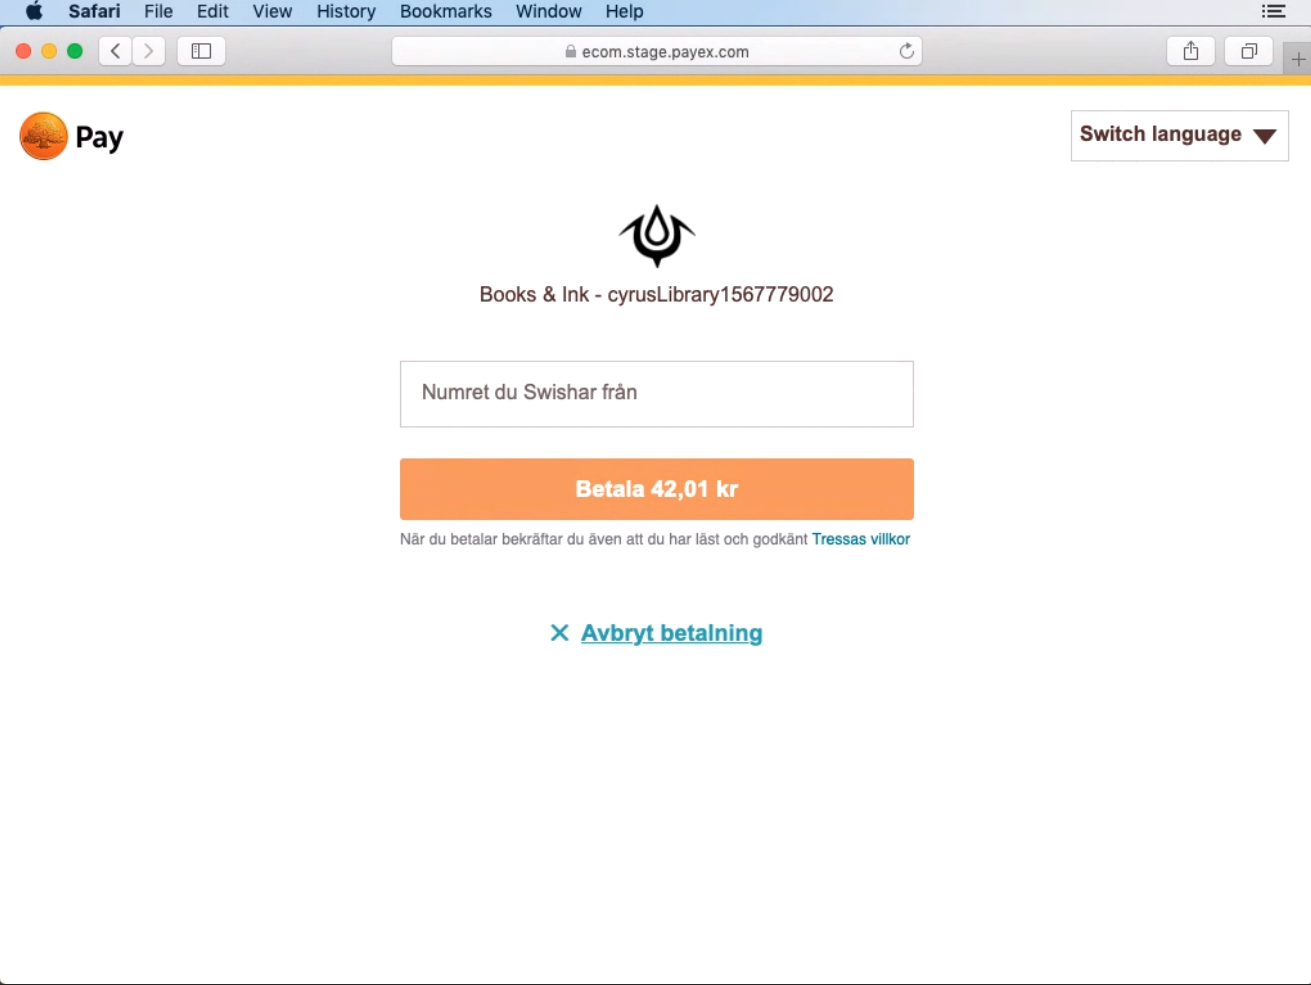 Safari File Edit View History Bookmarks Window Help
ecom.stage.payex.com
Pay
Switch language
Books & Ink - cyrusLibrary1567779002
Numret du Swishar från
Betala 42,01 kr
När du betalar bekräftar du även att du har läst och godkänt Tressas villkor
Avbryt betalning